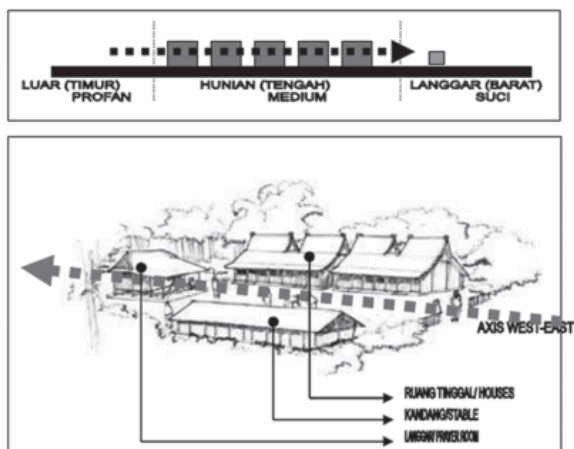 LUAR (TIMUR) HUNIAN (TENGAH) LANGGAR (BARAT)
PROFAN MEDIUM SUCI
AXIS WEST-EAST
RUANG TINGGAL/ HOUSES
KANDANG/STABLE
LANGGAR/ PRAYER ROOM